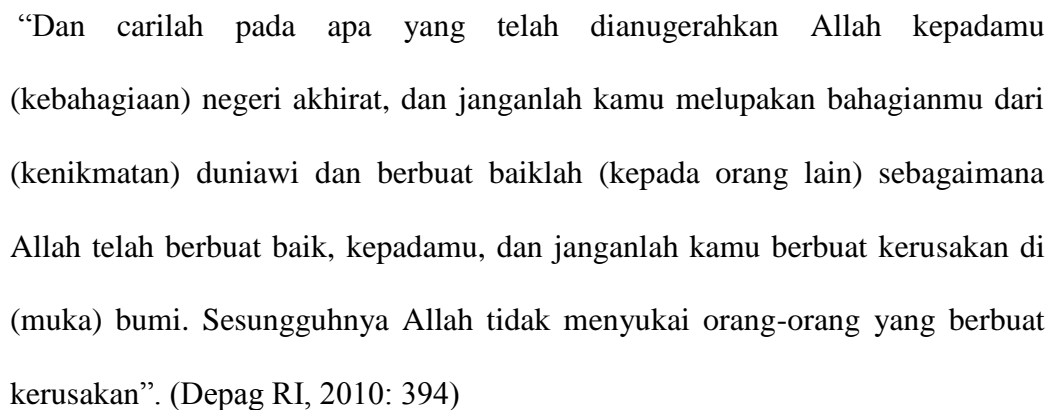 “Dan carilah pada apa yang telah dianugerahkan Allah kepadamu
(kebahagiaan) negeri akhirat, dan janganlah kamu melupakan bahagianmu dari
(kenikmatan) duniawi dan berbuat baiklah (kepada orang lain) sebagaimana
Allah telah berbuat baik, kepadamu, dan janganlah kamu berbuat kerusakan di
(muka) bumi. Sesungguhnya Allah tidak menyukai orang-orang yang berbuat
kerusakan”. (Depag RI, 2010: 394)